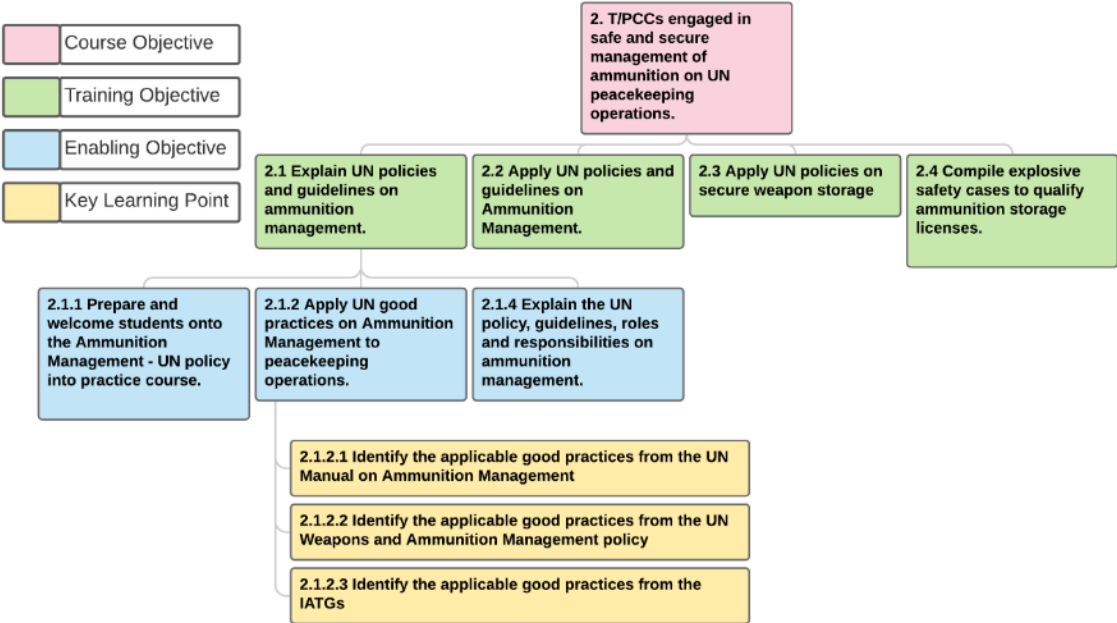 Course Objective
Training Objective
Enabling Objective
Key Learning Point
2. T/PCCs engaged in
safe and secure
management of
ammunition on UN
peacekeeping
operations.
2.1 Explain UN policies
and guidelines on
ammunition
management.
2.2 Apply UN policies and
guidelines on
Ammunition
Management.
2.3 Apply UN policies on
secure weapon storage
2.4 Compile explosive
safety cases to qualify
ammunition storage
licenses.
2.1.1 Prepare and
welcome students onto
the Ammunition
Management - UN policy
into practice course.
2.1.2 Apply UN good
practices on Ammunition
Management to
peacekeeping
operations.
2.1.4 Explain the UN
policy, guidelines, roles
and responsibilities on
ammunition
management.
2.1.2.1 Identify the applicable good practices from the UN
Manual on Ammunition Management
2.1.2.2 Identify the applicable good practices from the UN
Weapons and Ammunition Management policy
2.1.2.3 Identify the applicable good practices from the
IATGs